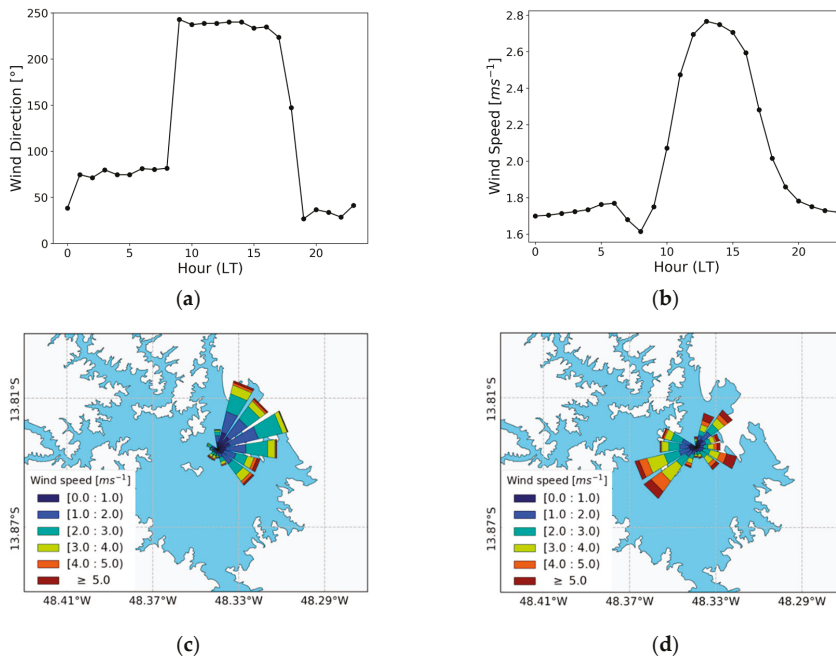 250
200
150
100
50
0
Wind Direction [°]
0 5 10 15 20
Hour (LT)
(a)
2.8
2.6
2.4
2.2
2.0
1.8
1.6
Wind Speed [ms⁻¹]
0 5 10 15 20
Hour (LT)
(b)
13.81°S
13.87°S
Wind speed [ms⁻¹]
[0.0 : 1.0)
[1.0 : 2.0)
[2.0 : 3.0)
[3.0 : 4.0)
[4.0 : 5.0)
≥ 5.0
48.41°W 48.37°W 48.33°W 48.29°W
(c)
13.81°S
13.87°S
Wind speed [ms⁻¹]
[0.0 : 1.0)
[1.0 : 2.0)
[2.0 : 3.0)
[3.0 : 4.0)
[4.0 : 5.0)
≥ 5.0
48.41°W 48.37°W 48.33°W 48.29°W
(d)